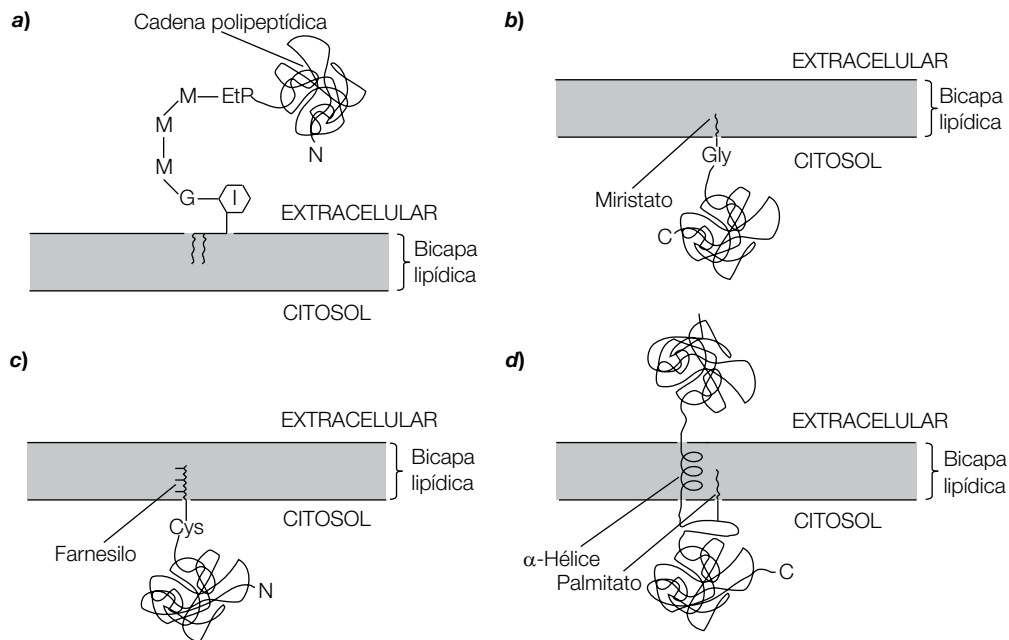 a)
Cadena polipeptídica
M
EtP
M
M
N
G
I
EXTRACELULAR
Bicapa
lipídica
CITOSOL
b)
EXTRACELULAR
Bicapa
lipídica
CITOSOL
Gly
Miristato
C
c)
EXTRACELULAR
Bicapa
lipídica
CITOSOL
Cys
Farnesilo
N
d)
EXTRACELULAR
Bicapa
lipídica
CITOSOL
α-Hélice
Palmitato
C